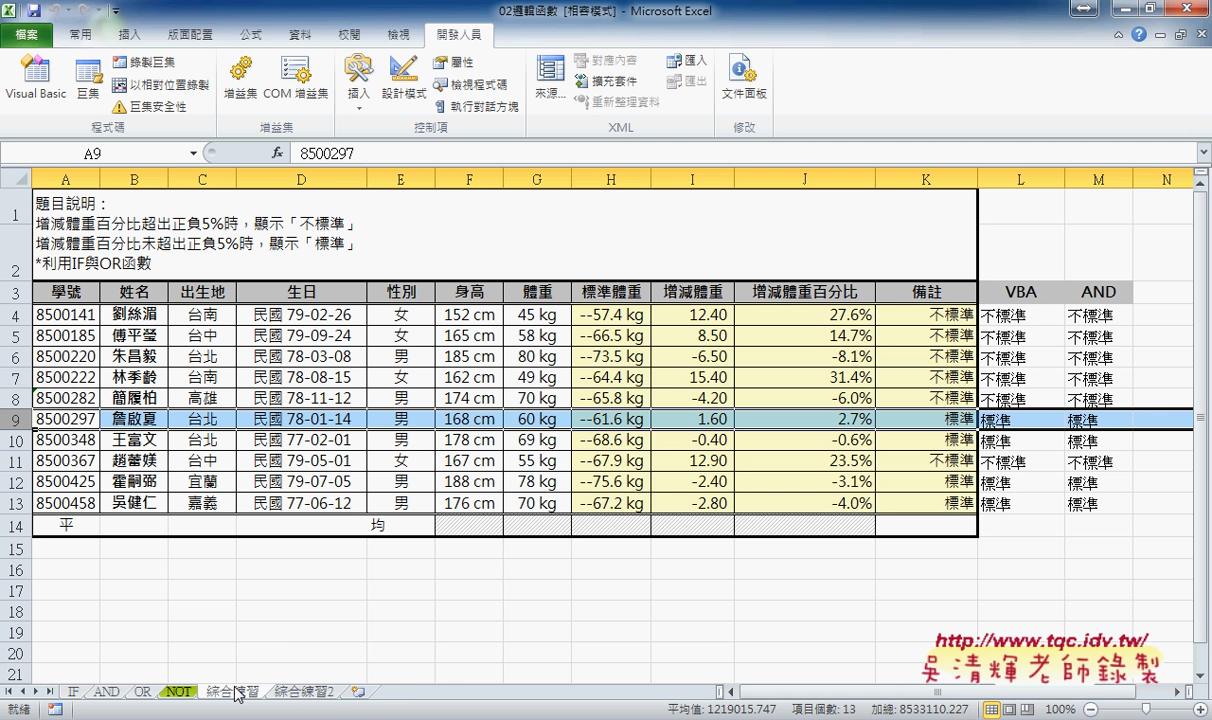 02邏輯函數 [相容模式] - Microsoft Excel
檔案 常用 插入 版面配置 公式 資料 校閱 檢視 開發人員
Visual Basic 巨集 錄製巨集 以相對位置錄製 巨集安全性 增益集 COM 增益集 插入 設計模式 屬性 檢視程式碼 執行對話方塊 來源... 對應內容 擴充套件 重新整理資料 匯入 匯出 文件面板
程式碼 增益集 控制項 XML 修改
A9 fx 8500297
A B C D E F G H I J K L M N
1 題目說明：
增減體重百分比超出正負5%時，顯示「不標準」
增減體重百分比未超出正負5%時，顯示「標準」
2 *利用IF與OR函數
3 學號 姓名 出生地 生日 性別 身高 體重 標準體重 增減體重 增減體重百分比 備註 VBA AND
4 8500141 劉絲湄 台南 民國 79-02-26 女 152 cm 45 kg --57.4 kg 12.40 27.6% 不標準 不標準 不標準
5 8500185 傅平瑩 台中 民國 79-09-24 女 165 cm 58 kg --66.5 kg 8.50 14.7% 不標準 不標準 不標準
6 8500220 朱昌毅 台北 民國 78-03-08 男 185 cm 80 kg --73.5 kg -6.50 -8.1% 不標準 不標準 不標準
7 8500222 林季齡 台南 民國 78-08-15 女 162 cm 49 kg --64.4 kg 15.40 31.4% 不標準 不標準 不標準
8 8500282 簡履柏 高雄 民國 78-11-12 男 174 cm 70 kg --65.8 kg -4.20 -6.0% 不標準 不標準 不標準
9 8500297 詹啟夏 台北 民國 78-01-14 男 168 cm 60 kg --61.6 kg 1.60 2.7% 標準 標準 標準
10 8500348 王富文 台北 民國 77-02-01 男 178 cm 69 kg --68.6 kg -0.40 -0.6% 標準 標準 標準
11 8500367 趙蕾媄 台中 民國 79-05-01 女 167 cm 55 kg --67.9 kg 12.90 23.5% 不標準 不標準 不標準
12 8500425 霍嗣弼 宜蘭 民國 79-07-05 男 188 cm 78 kg --75.6 kg -2.40 -3.1% 標準 標準 標準
13 8500458 吳健仁 嘉義 民國 77-06-12 男 176 cm 70 kg --67.2 kg -2.80 -4.0% 標準 標準 標準
14 平 均
15
16
17
18
19
20
21
http://www.tqc.idv.tw/
吳清輝老師錄製
IF AND OR NOT 綜合練習 綜合練習2
就緒 平均值: 1219015.747 項目個數: 13 加總: 8533110.227 100%